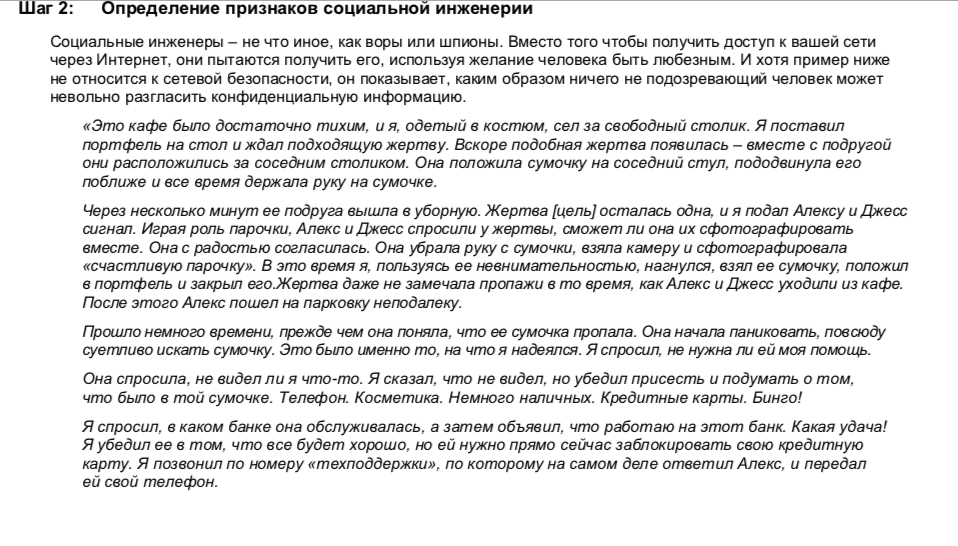 Шаг 2: Определение признаков социальной инженерии
Социальные инженеры – не что иное, как воры или шпионы. Вместо того чтобы получить доступ к вашей сети
через Интернет, они пытаются получить его, используя желание человека быть любезным. И хотя пример ниже
не относится к сетевой безопасности, он показывает, каким образом ничего не подозревающий человек может
невольно разгласить конфиденциальную информацию.
«Это кафе было достаточно тихим, и я, одетый в костюм, сел за свободный столик. Я поставил
портфель на стол и ждал подходящую жертву. Вскоре подобная жертва появилась – вместе с подругой
они расположились за соседним столиком. Она положила сумочку на соседний стул, пододвинула его
поближе и все время держала руку на сумочке.
Через несколько минут ее подруга вышла в уборную. Жертва [цель] осталась одна, и я подал Алексу и Джесс
сигнал. Играя роль парочки, Алекс и Джесс спросили у жертвы, сможет ли она их сфотографировать
вместе. Она с радостью согласилась. Она убрала руку с сумочки, взяла камеру и сфотографировала
«счастливую парочку». В это время я, пользуясь ее невнимательностью, нагнулся, взял ее сумочку, положил
в портфель и закрыл его.Жертва даже не замечала пропажи в то время, как Алекс и Джесс уходили из кафе.
После этого Алекс пошел на парковку неподалеку.
Прошло немного времени, прежде чем она поняла, что ее сумочка пропала. Она начала паниковать, повсюду
суетливо искать сумочку. Это было именно то, на что я надеялся. Я спросил, не нужна ли ей моя помощь.
Она спросила, не видел ли я что-то. Я сказал, что не видел, но убедил присесть и подумать о том,
что было в той сумочке. Телефон. Косметика. Немного наличных. Кредитные карты. Бинго!
Я спросил, в каком банке она обслуживалась, а затем объявил, что работаю на этот банк. Какая удача!
Я убедил ее в том, что все будет хорошо, но ей нужно прямо сейчас заблокировать свою кредитную
карту. Я позвонил по номеру «техподдержки», по которому на самом деле ответил Алекс, и передал
ей свой телефон.